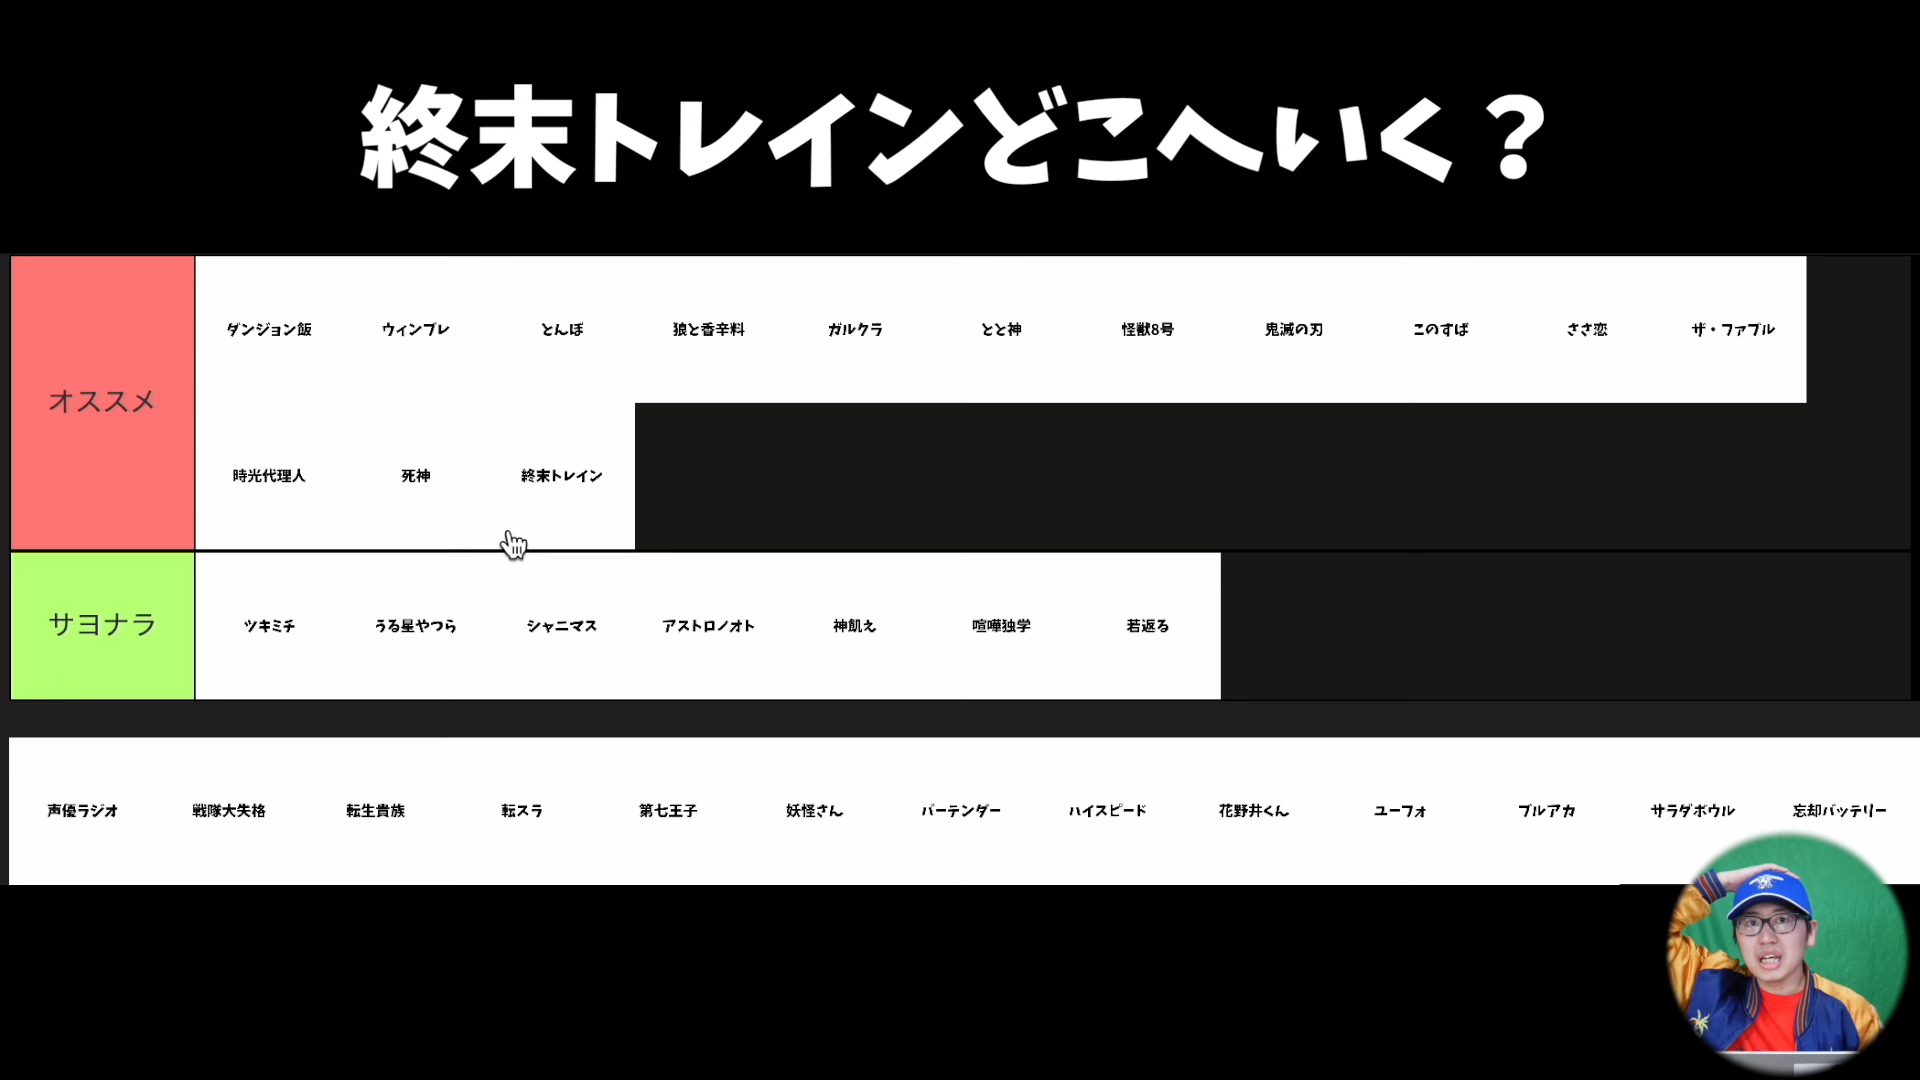 終末トレインどこへいく？
オススメ
ダンジョン飯 ウィンブレ とんぼ 狼と香辛料 ガルクラ とと神 怪獣8号 鬼滅の刃 このすば ささ恋 ザ・ファブル
時光代理人 死神 終末トレイン
サヨナラ
ツキミチ うる星やつら シャニマス アストロノオト 神飢え 喧嘩独学 若返る
声優ラジオ 戦隊大失格 転生貴族 転スラ 第七王子 妖怪さん バーテンダー ハイスピード 花野井くん ユーフォ ブルアカ サラダボウル 忘却バッテリー